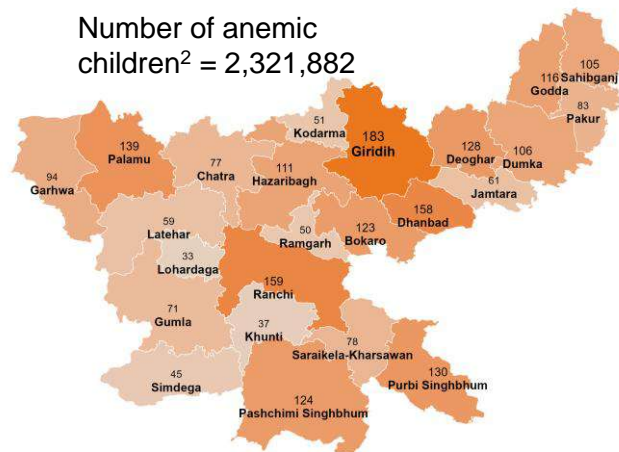 Number of anemic
children² = 2,321,882
105
Sahibganj
116
Godda
83
Pakur
51
Kodarma
183
Giridih
139
Palamu
128
Deoghar
106
Dumka
77
Chatra
111
Hazaribagh
94
Garhwa
61
Jamtara
158
Dhanbad
59
Latehar
50
Ramgarh
123
Bokaro
33
Lohardaga
159
Ranchi
71
Gumla
37
Khunti
78
Saraikela-Kharsawan
45
Simdega
130
Purbi Singhbhum
124
Pashchimi Singhbhum